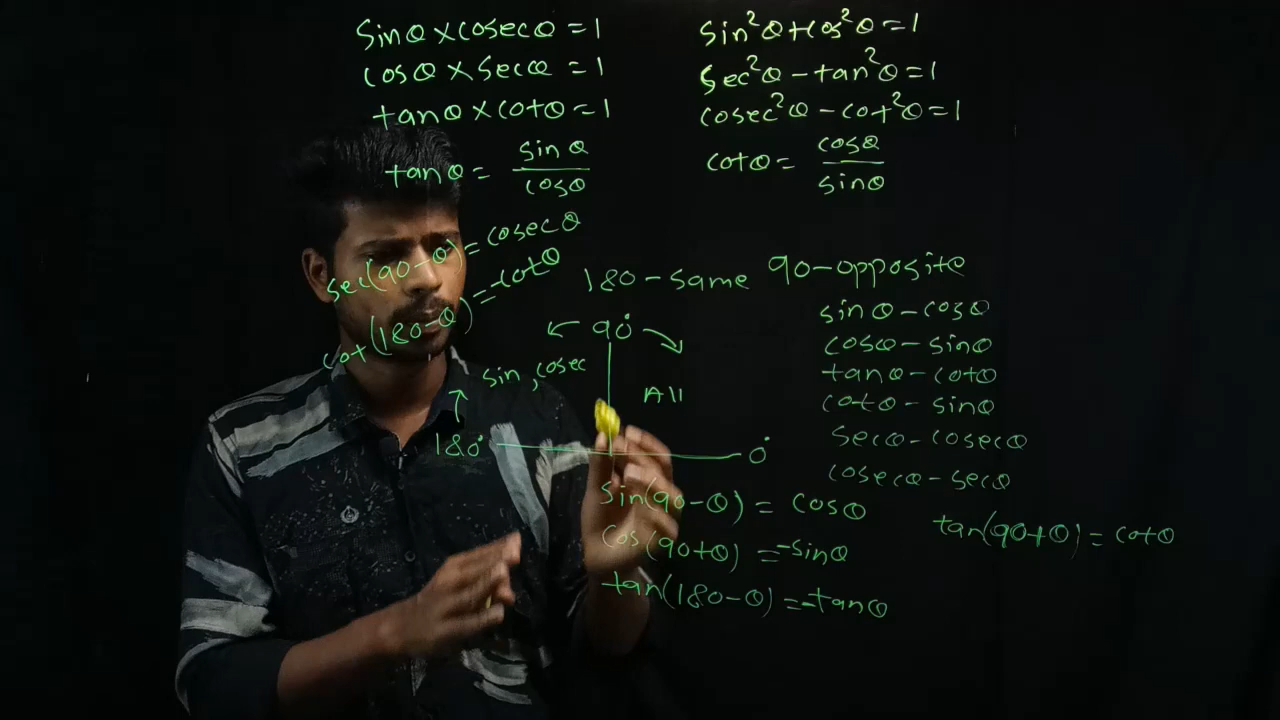 sinθ × cosecθ = 1
cosθ × secθ = 1
tanθ × cotθ = 1
tanθ = sinθ/cosθ
sin²θ + cos²θ = 1
sec²θ - tan²θ = 1
cosec²θ - cot²θ = 1
cotθ = cosθ/sinθ
sec(90-θ) = cosecθ
cot(180-θ) = -cotθ
180 - same
90 - opposite
sinθ - cosθ
cosθ - sinθ
tanθ - cotθ
cotθ - sinθ
secθ - cosecθ
cosecθ - secθ
← 90° →
↑ sin, cosec
All
180°
0°
sin(90-θ) = cosθ
cos(90+θ) = -sinθ
tan(180-θ) = -tanθ
tan(90+θ) = cotθ